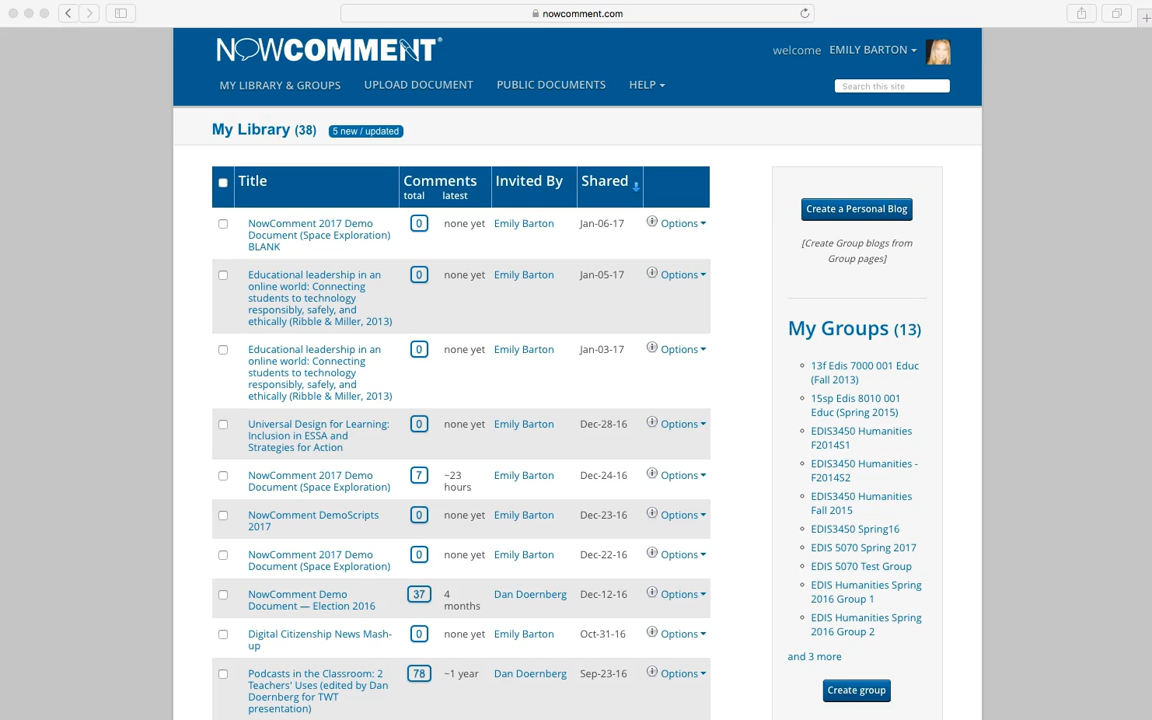 nowcomment.com
NOWCOMMENT®
welcome EMILY BARTON
MY LIBRARY & GROUPS UPLOAD DOCUMENT PUBLIC DOCUMENTS HELP
Search this site
My Library (38) 5 new / updated
Title Comments Invited By Shared
total latest
NowComment 2017 Demo 0 none yet Emily Barton Jan-06-17 Options
Document (Space Exploration)
BLANK
Educational leadership in an 0 none yet Emily Barton Jan-05-17 Options
online world: Connecting
students to technology
responsibly, safely, and
ethically (Ribble & Miller, 2013)
Educational leadership in an 0 none yet Emily Barton Jan-03-17 Options
online world: Connecting
students to technology
responsibly, safely, and
ethically (Ribble & Miller, 2013)
Universal Design for Learning: 0 none yet Emily Barton Dec-28-16 Options
Inclusion in ESSA and
Strategies for Action
NowComment 2017 Demo 7 ~23 Emily Barton Dec-24-16 Options
Document (Space Exploration) hours
NowComment DemoScripts 0 none yet Emily Barton Dec-23-16 Options
2017
NowComment 2017 Demo 0 none yet Emily Barton Dec-22-16 Options
Document (Space Exploration)
NowComment Demo 37 4 Dan Doernberg Dec-12-16 Options
Document — Election 2016 months
Digital Citizenship News Mash- 0 none yet Emily Barton Oct-31-16 Options
up
Podcasts in the Classroom: 2 78 ~1 year Dan Doernberg Sep-23-16 Options
Teachers' Uses (edited by Dan
Doernberg for TWT
presentation)
Create a Personal Blog
[Create Group blogs from
Group pages]
My Groups (13)
13f Edis 7000 001 Educ
(Fall 2013)
15sp Edis 8010 001
Educ (Spring 2015)
EDIS3450 Humanities
F2014S1
EDIS3450 Humanities -
F2014S2
EDIS3450 Humanities
Fall 2015
EDIS3450 Spring16
EDIS 5070 Spring 2017
EDIS 5070 Test Group
EDIS Humanities Spring
2016 Group 1
EDIS Humanities Spring
2016 Group 2
and 3 more
Create group